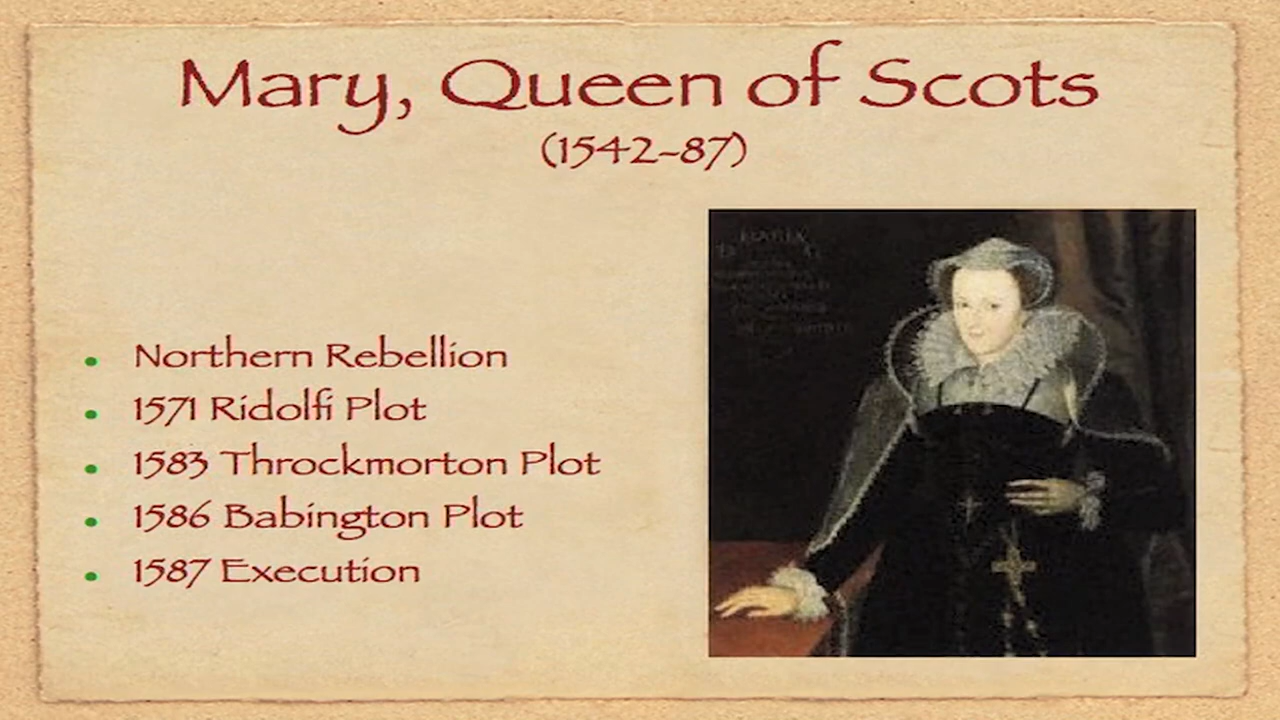 Mary, Queen of Scots
(1542-87)
• Northern Rebellion
• 1571 Ridolfi Plot
• 1583 Throckmorton Plot
• 1586 Babington Plot
• 1587 Execution